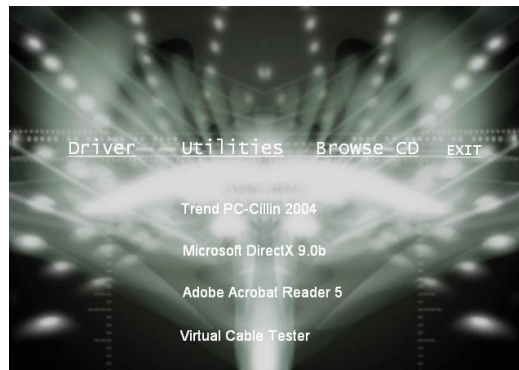 Driver Utilities Browse CD EXIT
Trend PC-Cillin 2004
Microsoft DirectX 9.0b
Adobe Acrobat Reader 5
Virtual Cable Tester